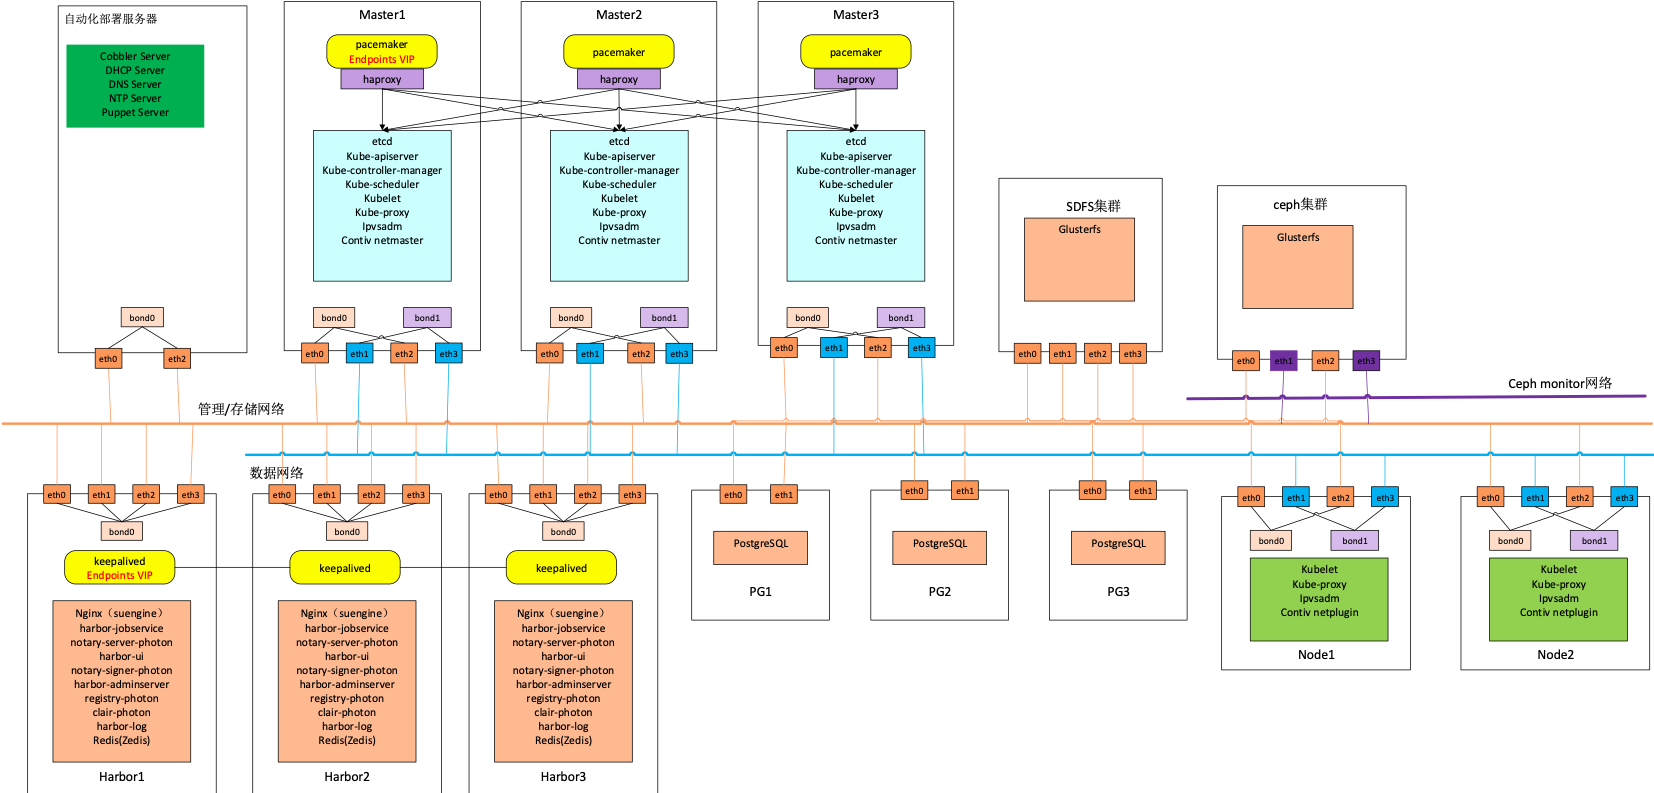 自动化部署服务器
Cobbler Server
DHCP Server
DNS Server
NTP Server
Puppet Server
bond0
eth0
eth2
Master1
pacemaker
Endpoints VIP
haproxy
etcd
Kube-apiserver
Kube-controller-manager
Kube-scheduler
Kubelet
Kube-proxy
Ipvsadm
Contiv netmaster
bond0
bond1
eth0
eth1
eth2
eth3
Master2
pacemaker
haproxy
etcd
Kube-apiserver
Kube-controller-manager
Kube-scheduler
Kubelet
Kube-proxy
Ipvsadm
Contiv netmaster
bond0
bond1
eth0
eth1
eth2
eth3
Master3
pacemaker
haproxy
etcd
Kube-apiserver
Kube-controller-manager
Kube-scheduler
Kubelet
Kube-proxy
Ipvsadm
Contiv netmaster
bond0
bond1
eth0
eth1
eth2
eth3
SDFS集群
Glusterfs
eth0
eth1
eth2
eth3
ceph集群
Glusterfs
eth0
eth1
eth2
eth3
Ceph monitor网络
管理/存储网络
数据网络
eth0
eth1
eth2
eth3
bond0
keepalived
Endpoints VIP
Nginx（suengine）
harbor-jobservice
notary-server-photon
harbor-ui
notary-signer-photon
harbor-adminserver
registry-photon
clair-photon
harbor-log
Redis(Zedis)
Harbor1
eth0
eth1
eth2
eth3
bond0
keepalived
Nginx（suengine）
harbor-jobservice
notary-server-photon
harbor-ui
notary-signer-photon
harbor-adminserver
registry-photon
clair-photon
harbor-log
Redis(Zedis)
Harbor2
eth0
eth1
eth2
eth3
bond0
keepalived
Nginx（suengine）
harbor-jobservice
notary-server-photon
harbor-ui
notary-signer-photon
harbor-adminserver
registry-photon
clair-photon
harbor-log
Redis(Zedis)
Harbor3
eth0
eth1
PostgreSQL
PG1
eth0
eth1
PostgreSQL
PG2
eth0
eth1
PostgreSQL
PG3
eth0
eth1
eth2
eth3
bond0
bond1
Kubelet
Kube-proxy
Ipvsadm
Contiv netplugin
Node1
eth0
eth1
eth2
eth3
bond0
bond1
Kubelet
Kube-proxy
Ipvsadm
Contiv netplugin
Node2